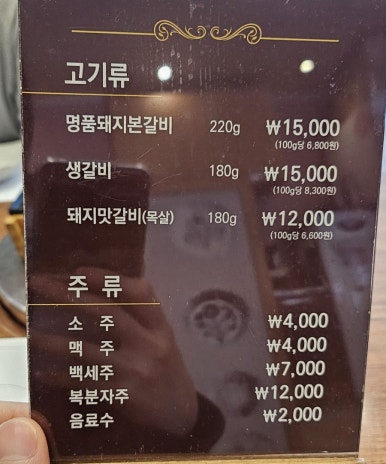 고기류
명품돼지본갈비 220g ₩15,000
(100g당 6,800원)
생갈비 180g ₩15,000
(100g당 8,300원)
돼지맛갈비(목살) 180g ₩12,000
(100g당 6,600원)
주 류
소 주 ₩4,000
맥 주 ₩4,000
백세주 ₩7,000
복분자주 ₩12,000
음료수 ₩2,000